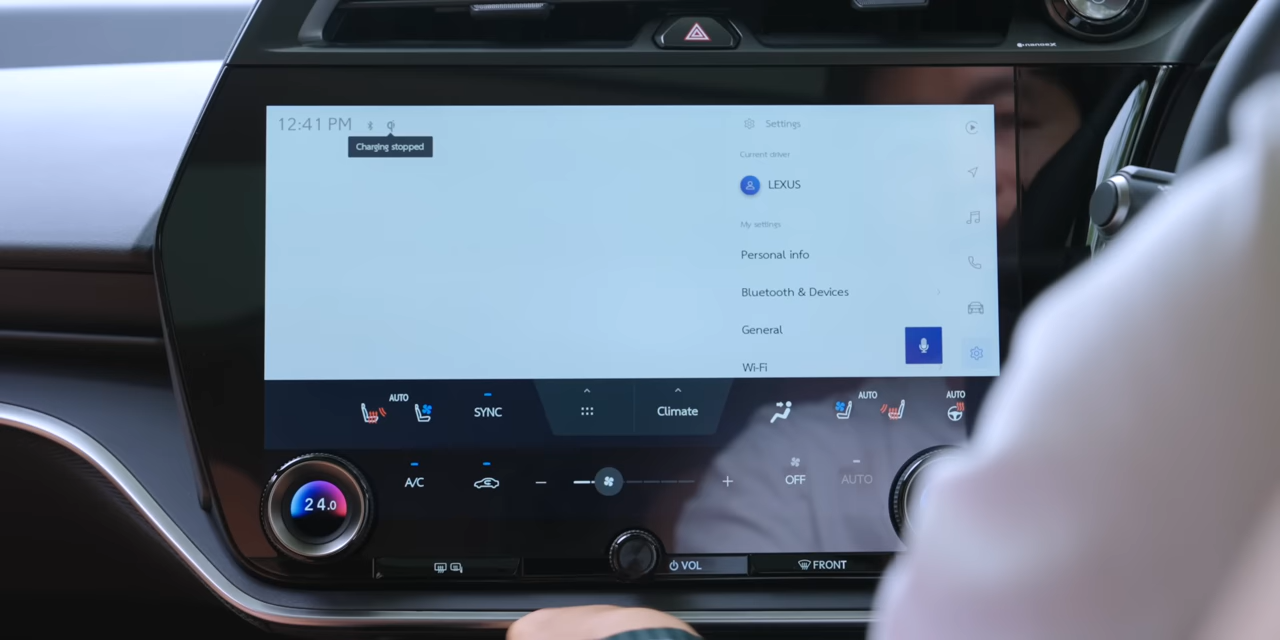 nanoeX
12:41 PM
Charging stopped
Settings
Current driver
LEXUS
My settings
Personal info
Bluetooth & Devices
General
Wi-Fi
AUTO
SYNC
Climate
AUTO
AUTO
A/C
OFF
AUTO
24.0
VOL
FRONT